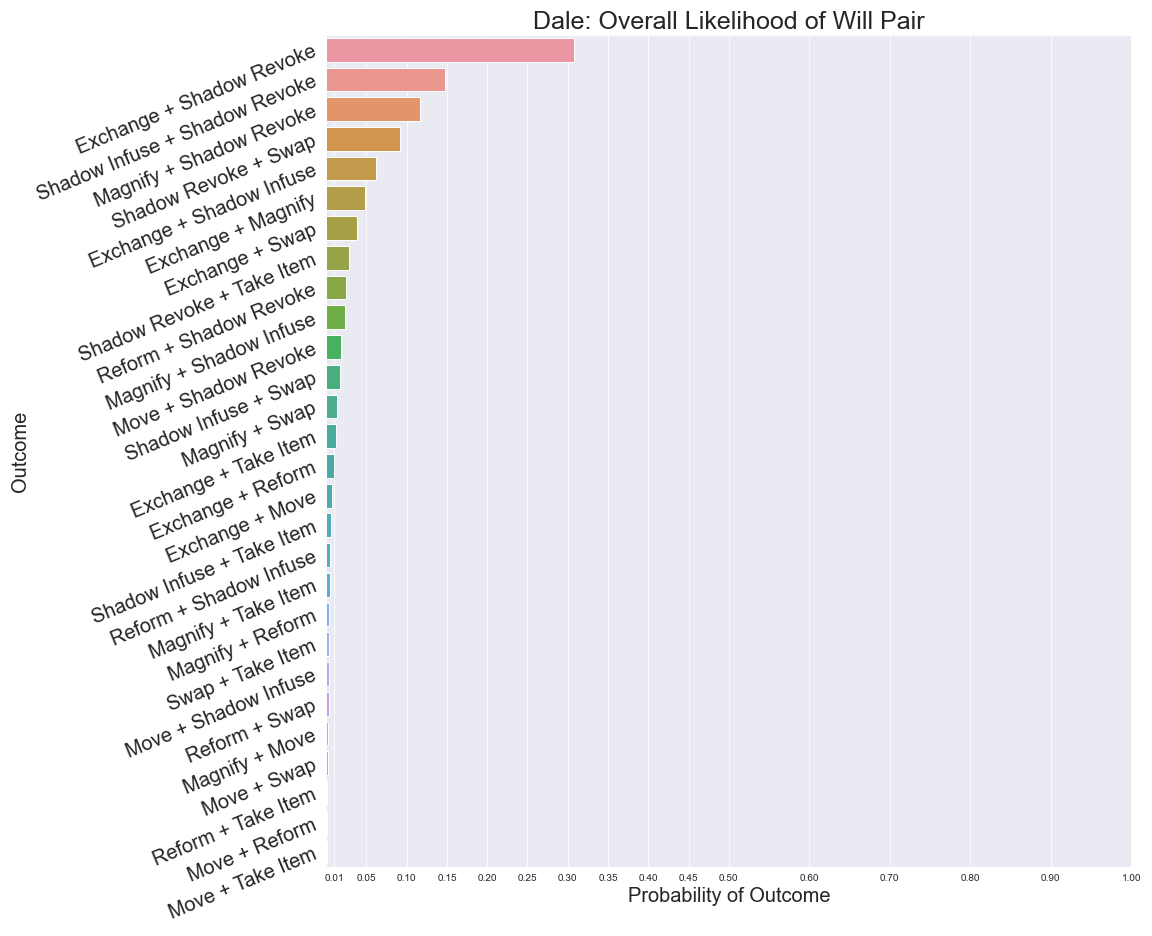 Dale: Overall Likelihood of Will Pair
Outcome
Exchange + Shadow Revoke
Shadow Infuse + Shadow Revoke
Magnify + Shadow Revoke
Shadow Revoke + Swap
Exchange + Shadow Infuse
Exchange + Magnify
Exchange + Swap
Shadow Revoke + Take Item
Reform + Shadow Revoke
Magnify + Shadow Infuse
Move + Shadow Revoke
Shadow Infuse + Swap
Magnify + Swap
Exchange + Take Item
Exchange + Reform
Exchange + Move
Shadow Infuse + Take Item
Reform + Shadow Infuse
Magnify + Take Item
Magnify + Reform
Swap + Take Item
Move + Shadow Infuse
Reform + Swap
Magnify + Move
Move + Swap
Reform + Take Item
Move + Reform
Move + Take Item
0.01 0.05 0.10 0.15 0.20 0.25 0.30 0.35 0.40 0.45 0.50 0.60 0.70 0.80 0.90 1.00
Probability of Outcome